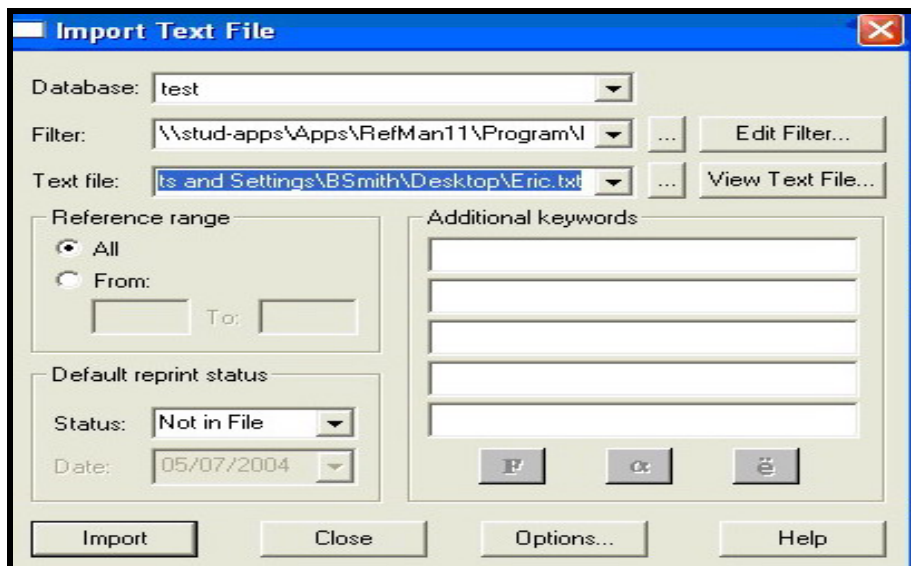 Import Text File
Database: test
Filter: \\stud-apps\Apps\RefMan11\Program\I ... Edit Filter...
Text file: ts and Settings\BSmith\Desktop\Eric.txt ... View Text File...
Reference range
All
From:
To:
Default reprint status
Status: Not in File
Date: 05/07/2004
Additional keywords
F α ë
Import Close Options... Help